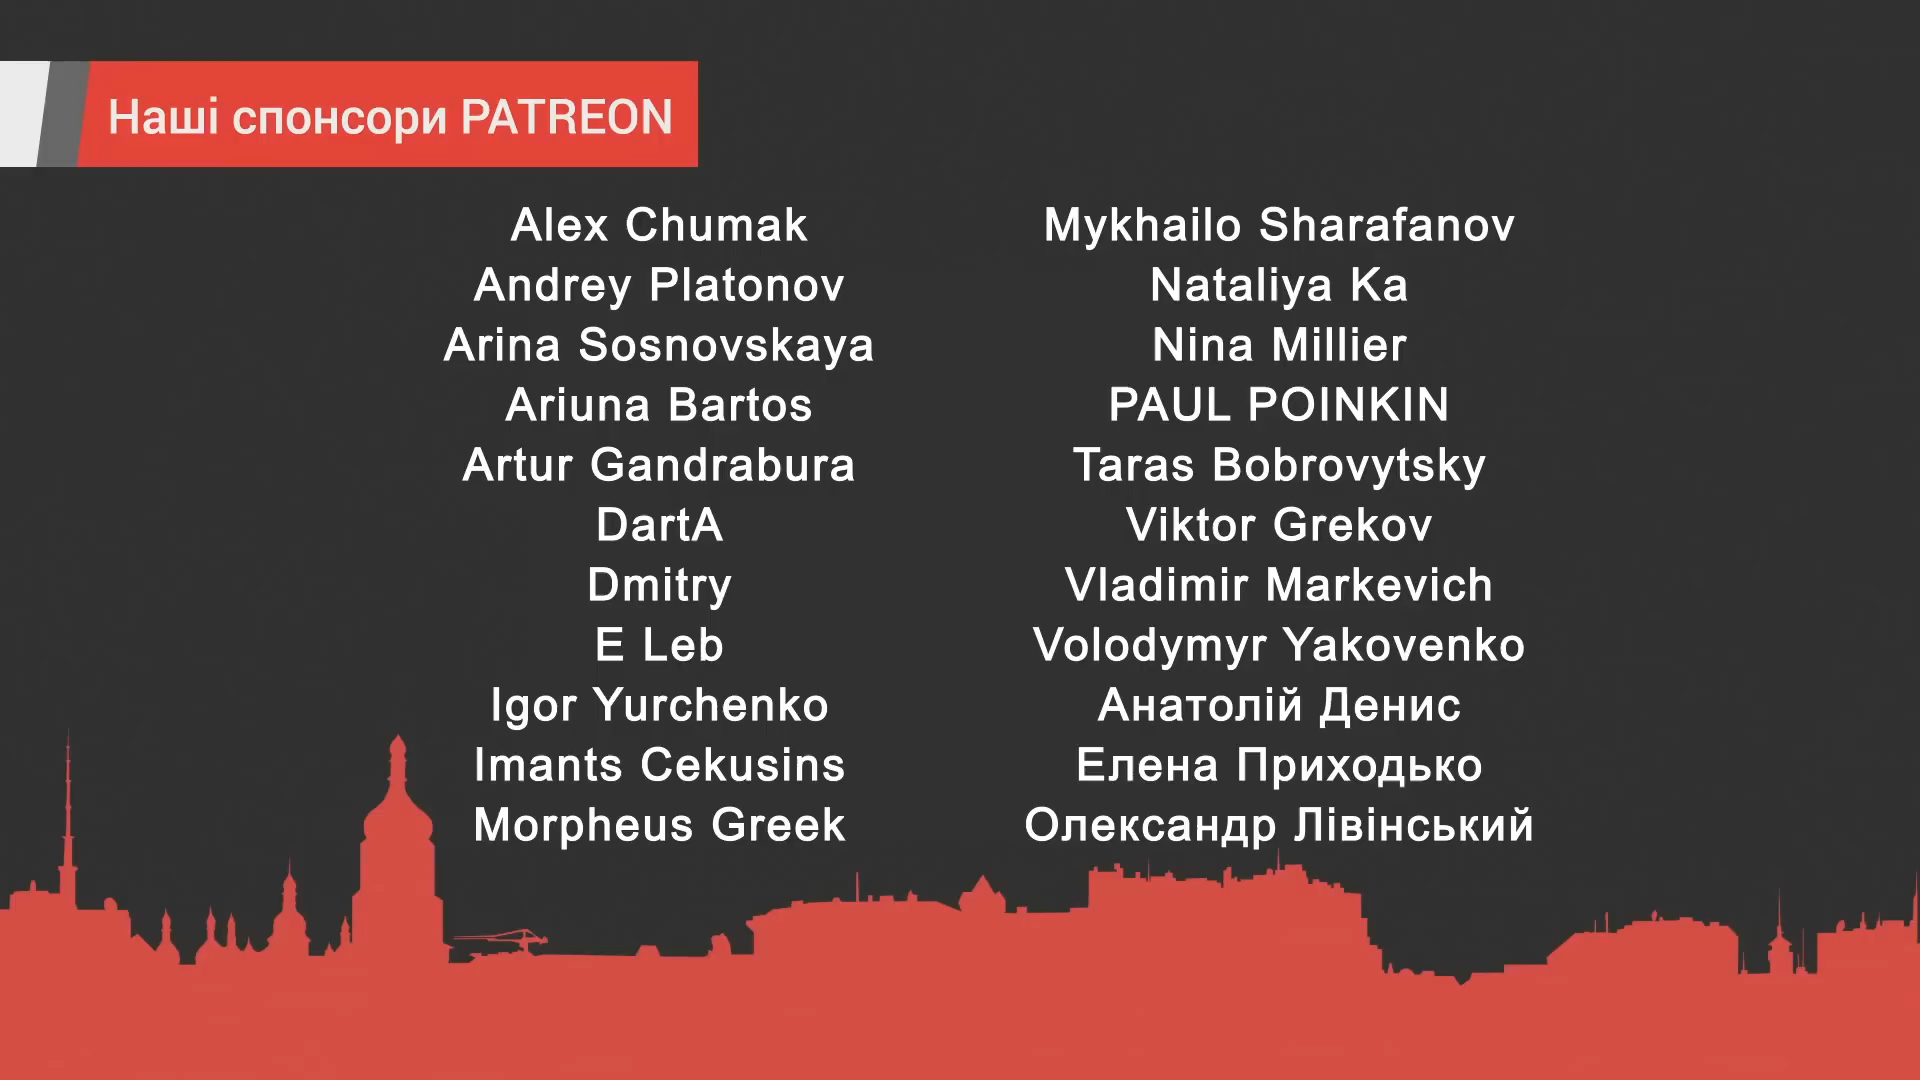 Наші спонсори PATREON
Alex Chumak
Andrey Platonov
Arina Sosnovskaya
Ariuna Bartos
Artur Gandrabura
DartA
Dmitry
E Leb
Igor Yurchenko
Imants Cekusins
Morpheus Greek
Mykhailo Sharafanov
Nataliya Ka
Nina Millier
PAUL POINKIN
Taras Bobrovytsky
Viktor Grekov
Vladimir Markevich
Volodymyr Yakovenko
Анатолій Денис
Елена Приходько
Олександр Лівінський